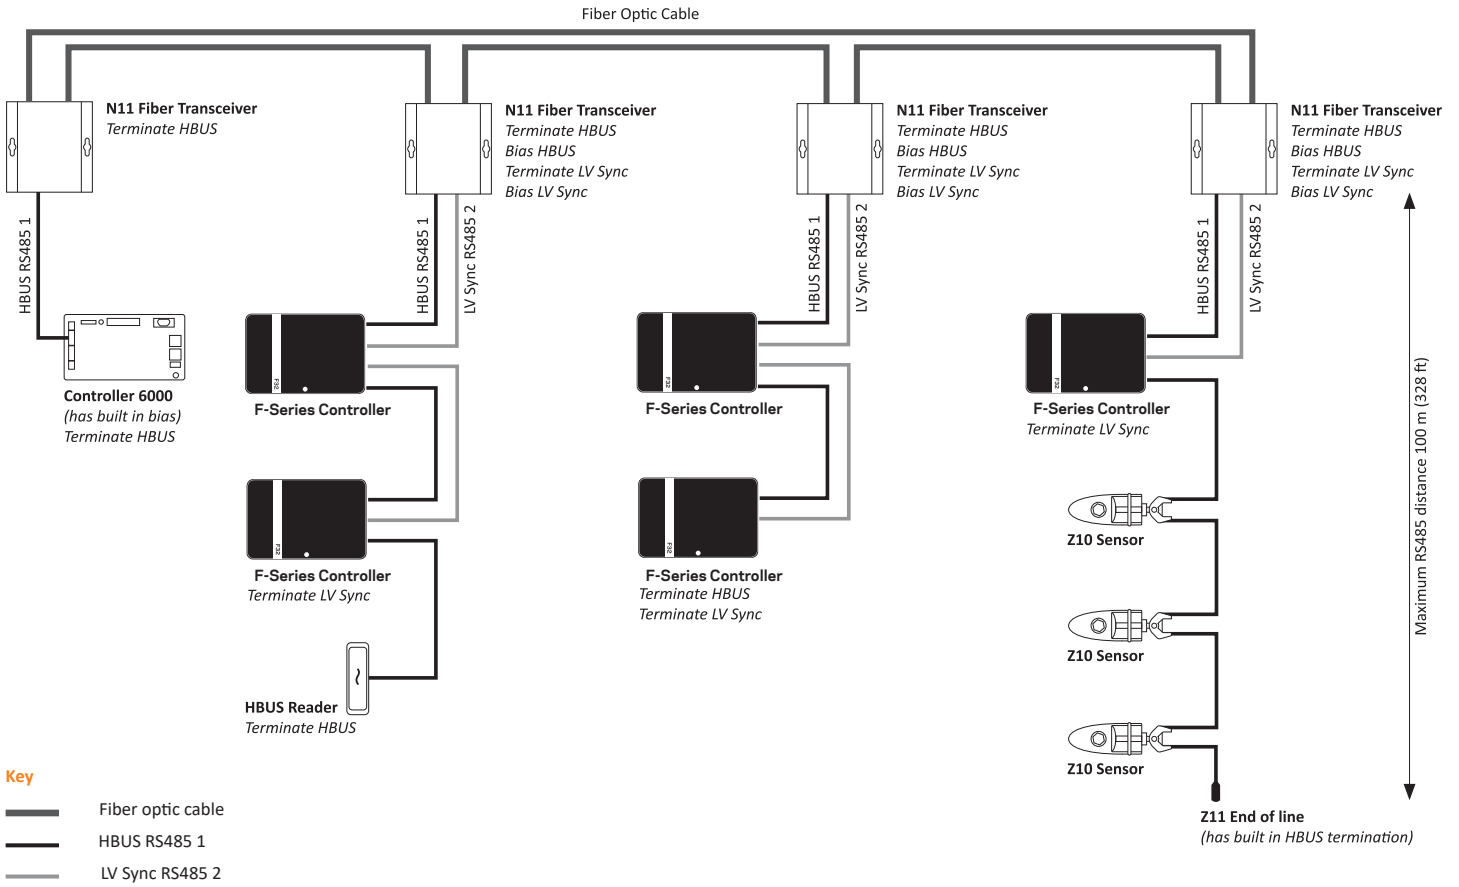 Fiber Optic Cable
N11 Fiber Transceiver
Terminate HBUS
N11 Fiber Transceiver
Terminate HBUS
Bias HBUS
Terminate LV Sync
Bias LV Sync
N11 Fiber Transceiver
Terminate HBUS
Bias HBUS
Terminate LV Sync
Bias LV Sync
N11 Fiber Transceiver
Terminate HBUS
Bias HBUS
Terminate LV Sync
Bias LV Sync
HBUS RS485 1
HBUS RS485 1
LV Sync RS485 2
HBUS RS485 1
LV Sync RS485 2
HBUS RS485 1
LV Sync RS485 2
Controller 6000
(has built in bias)
Terminate HBUS
F32
F-Series Controller
F32
F-Series Controller
F32
F-Series Controller
Terminate LV Sync
F32
F-Series Controller
Terminate LV Sync
F32
F-Series Controller
Terminate HBUS
Terminate LV Sync
HBUS Reader
Terminate HBUS
Z10 Sensor
Z10 Sensor
Z10 Sensor
Z11 End of line
(has built in HBUS termination)
Maximum RS485 distance 100 m (328 ft)
Key
Fiber optic cable
HBUS RS485 1
LV Sync RS485 2